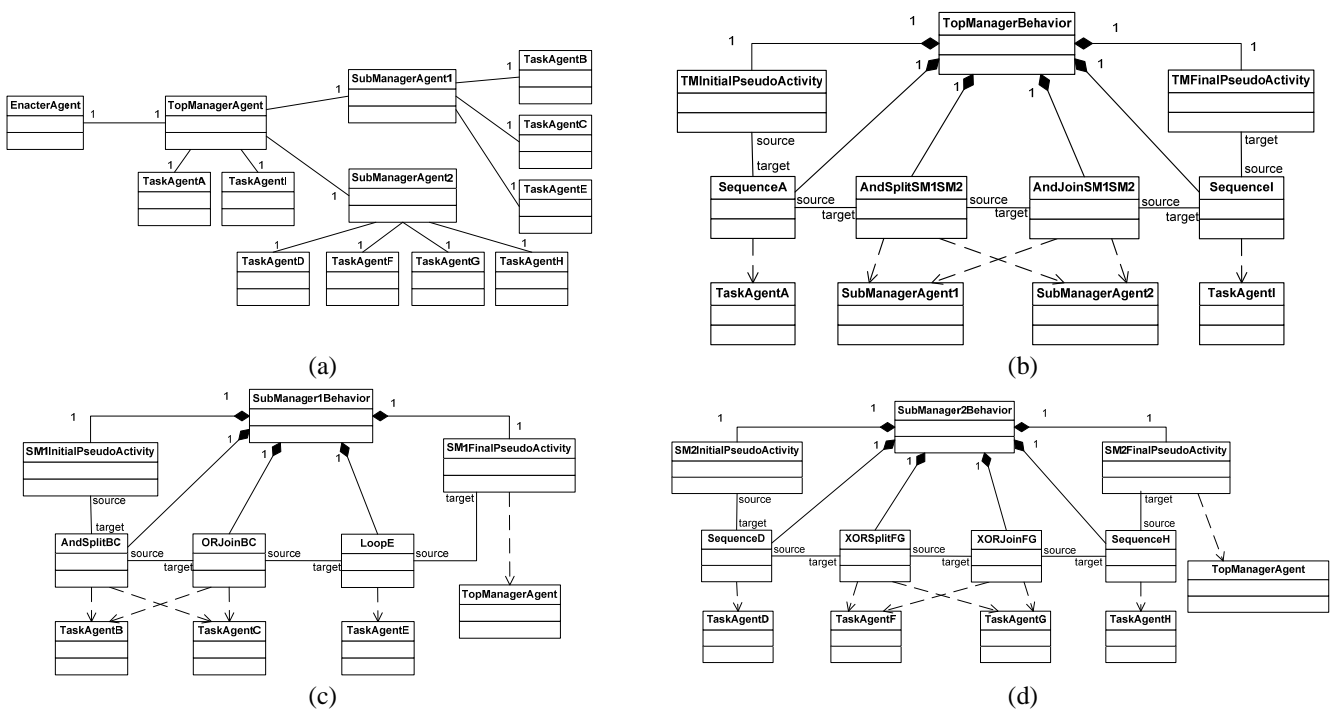 TaskAgentB
SubManagerAgent1
1
1
EnacterAgent
TopManagerAgent
1
1
1
TaskAgentC
1
1
1
TaskAgentA
TaskAgentI
SubManagerAgent2
TaskAgentE
1
1
1
1
1
1
TaskAgentD
TaskAgentF
TaskAgentG
TaskAgentH
(a)
TopManagerBehavior
1
1
1
1
TMInitialPseudoActivity
1
1
1
1
TMFinalPseudoActivity
source
target
target
source
SequenceA
AndSplitSM1SM2
AndJoinSM1SM2
SequenceI
source
source
source
target
target
target
TaskAgentA
SubManagerAgent1
SubManagerAgent2
TaskAgentI
(b)
SubManager1Behavior
1
1
1
1
SM1InitialPseudoActivity
1
1
1
SM1FinalPseudoActivity
source
target
target
AndSplitBC
ORJoinBC
LoopE
source
source
source
target
target
TopManagerAgent
TaskAgentB
TaskAgentC
TaskAgentE
(c)
SubManager2Behavior
1
1
1
1
SM2InitialPseudoActivity
1
1
1
1
SM2FinalPseudoActivity
source
target
target
source
SequenceD
XORSplitFG
XORJoinFG
SequenceH
source
source
source
target
target
target
TopManagerAgent
TaskAgentD
TaskAgentF
TaskAgentG
TaskAgentH
(d)